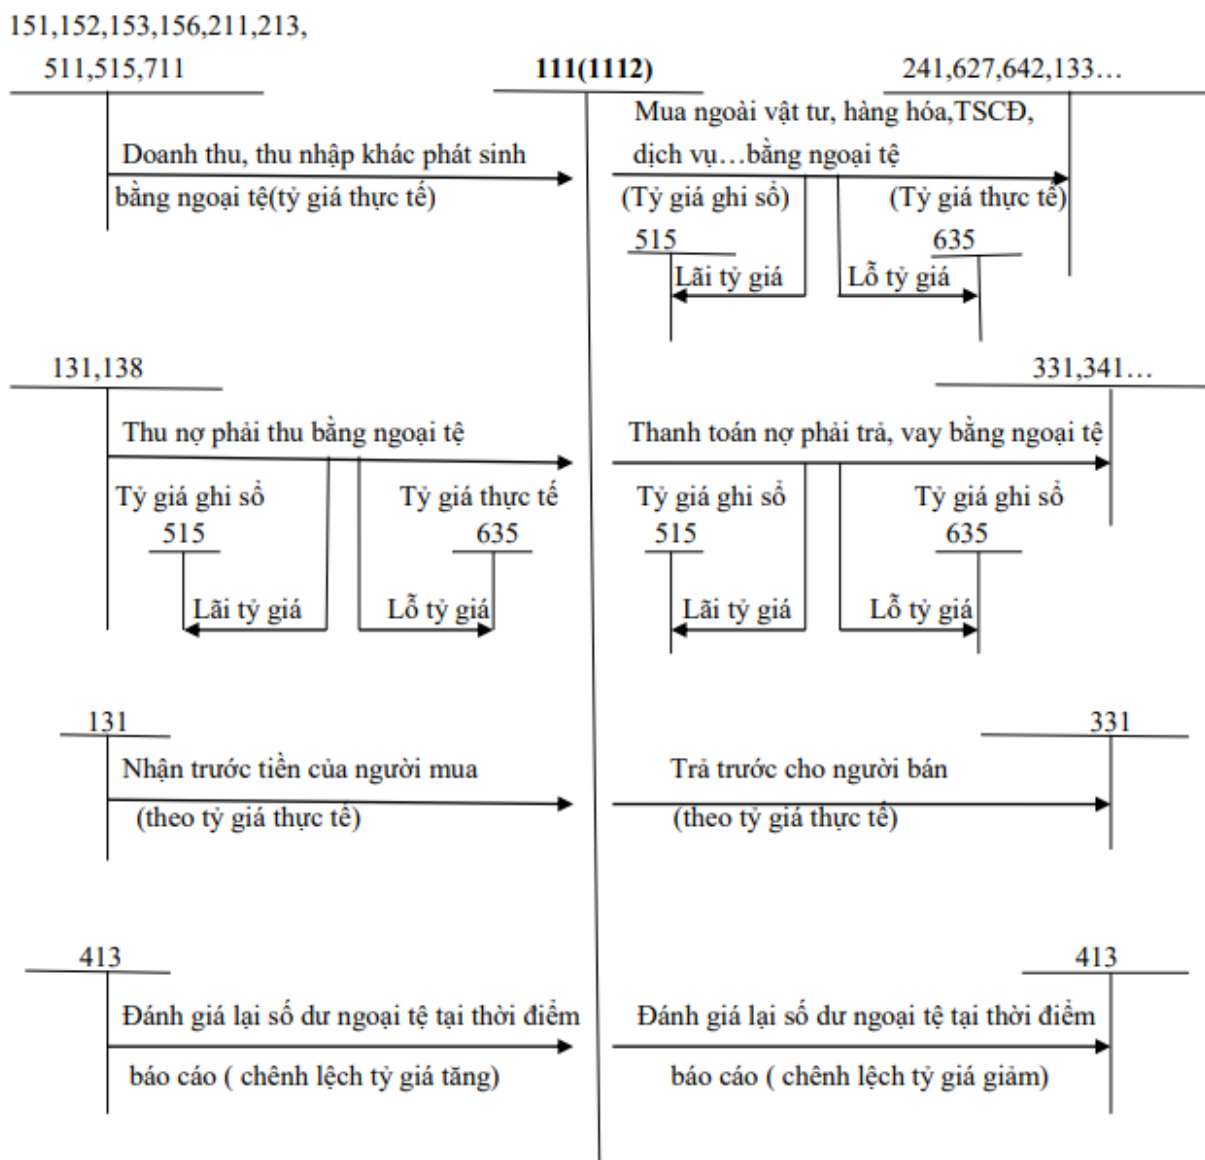 151,152,153,156,211,213,
511,515,711
111(1112)
241,627,642,133…
Doanh thu, thu nhập khác phát sinh
bằng ngoại tệ(tỷ giá thực tế)
Mua ngoài vật tư, hàng hóa,TSCĐ,
dịch vụ…bằng ngoại tệ
(Tỷ giá ghi sổ)
(Tỷ giá thực tế)
515
635
Lãi tỷ giá
Lỗ tỷ giá
131,138
331,341…
Thu nợ phải thu bằng ngoại tệ
Thanh toán nợ phải trả, vay bằng ngoại tệ
Tỷ giá ghi sổ
Tỷ giá thực tế
Tỷ giá ghi sổ
Tỷ giá ghi sổ
515
635
515
635
Lãi tỷ giá
Lỗ tỷ giá
Lãi tỷ giá
Lỗ tỷ giá
131
331
Nhận trước tiền của người mua
(theo tỷ giá thực tế)
Trả trước cho người bán
(theo tỷ giá thực tế)
413
413
Đánh giá lại số dư ngoại tệ tại thời điểm
báo cáo ( chênh lệch tỷ giá tăng)
Đánh giá lại số dư ngoại tệ tại thời điểm
báo cáo ( chênh lệch tỷ giá giảm)